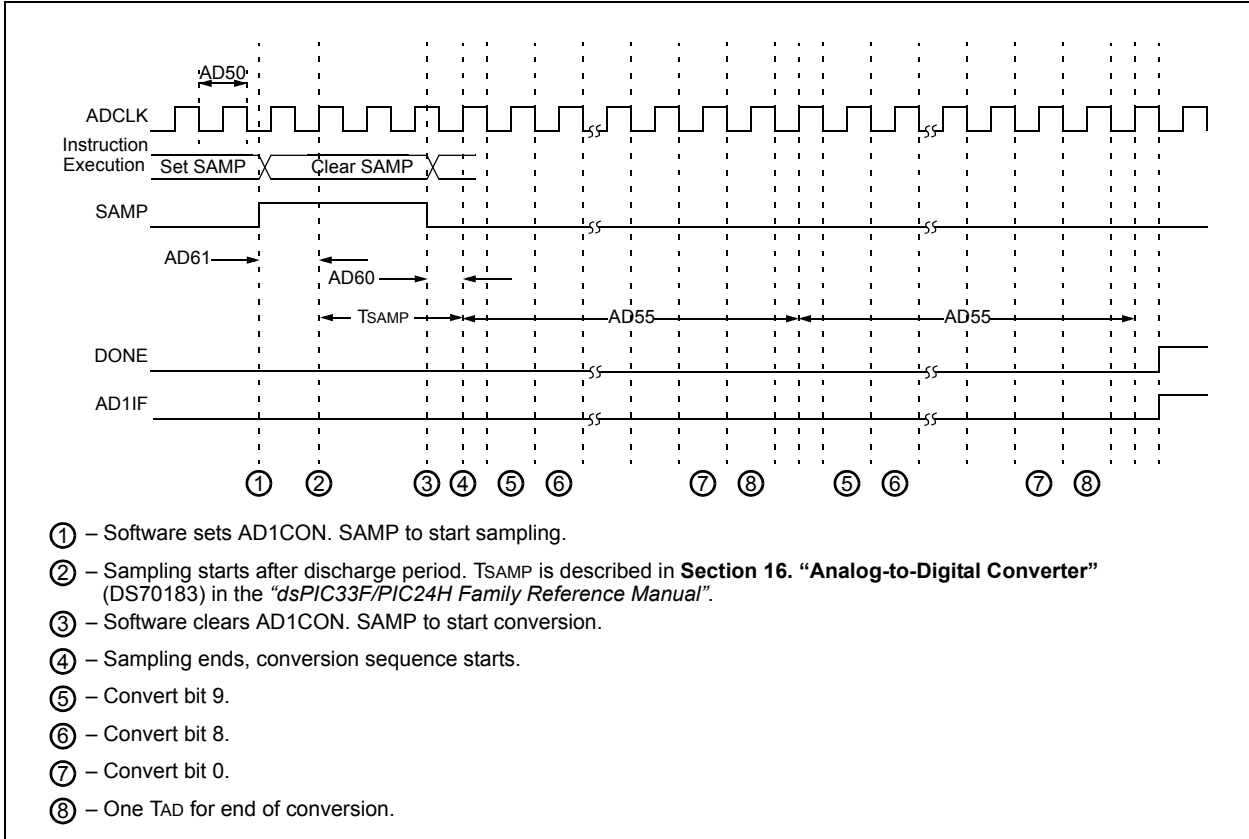 AD50
ADCLK
Instruction
Execution
Set SAMP
Clear SAMP
SAMP
AD61
AD60
TSAMP
AD55
AD55
DONE
AD1IF
1 2 3 4 5 6 7 8 5 6 7 8
1 – Software sets AD1CON. SAMP to start sampling.
2 – Sampling starts after discharge period. TSAMP is described in Section 16. “Analog-to-Digital Converter”
(DS70183) in the “dsPIC33F/PIC24H Family Reference Manual”.
3 – Software clears AD1CON. SAMP to start conversion.
4 – Sampling ends, conversion sequence starts.
5 – Convert bit 9.
6 – Convert bit 8.
7 – Convert bit 0.
8 – One TAD for end of conversion.